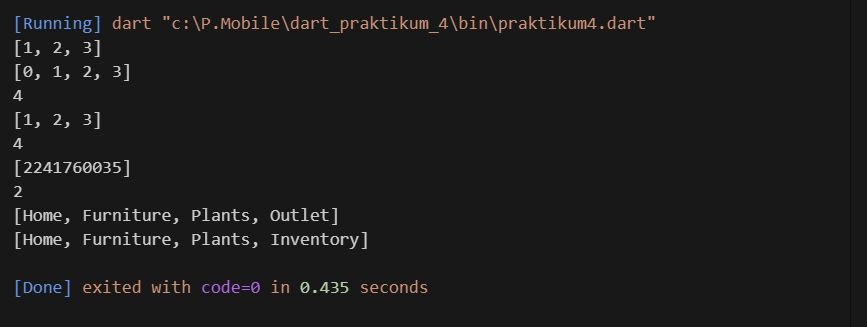 [Running] dart "c:\P.Mobile\dart_praktikum_4\bin\praktikum4.dart"
[1, 2, 3]
[0, 1, 2, 3]
4
[1, 2, 3]
4
[2241760035]
2
[Home, Furniture, Plants, Outlet]
[Home, Furniture, Plants, Inventory]
[Done] exited with code=0 in 0.435 seconds